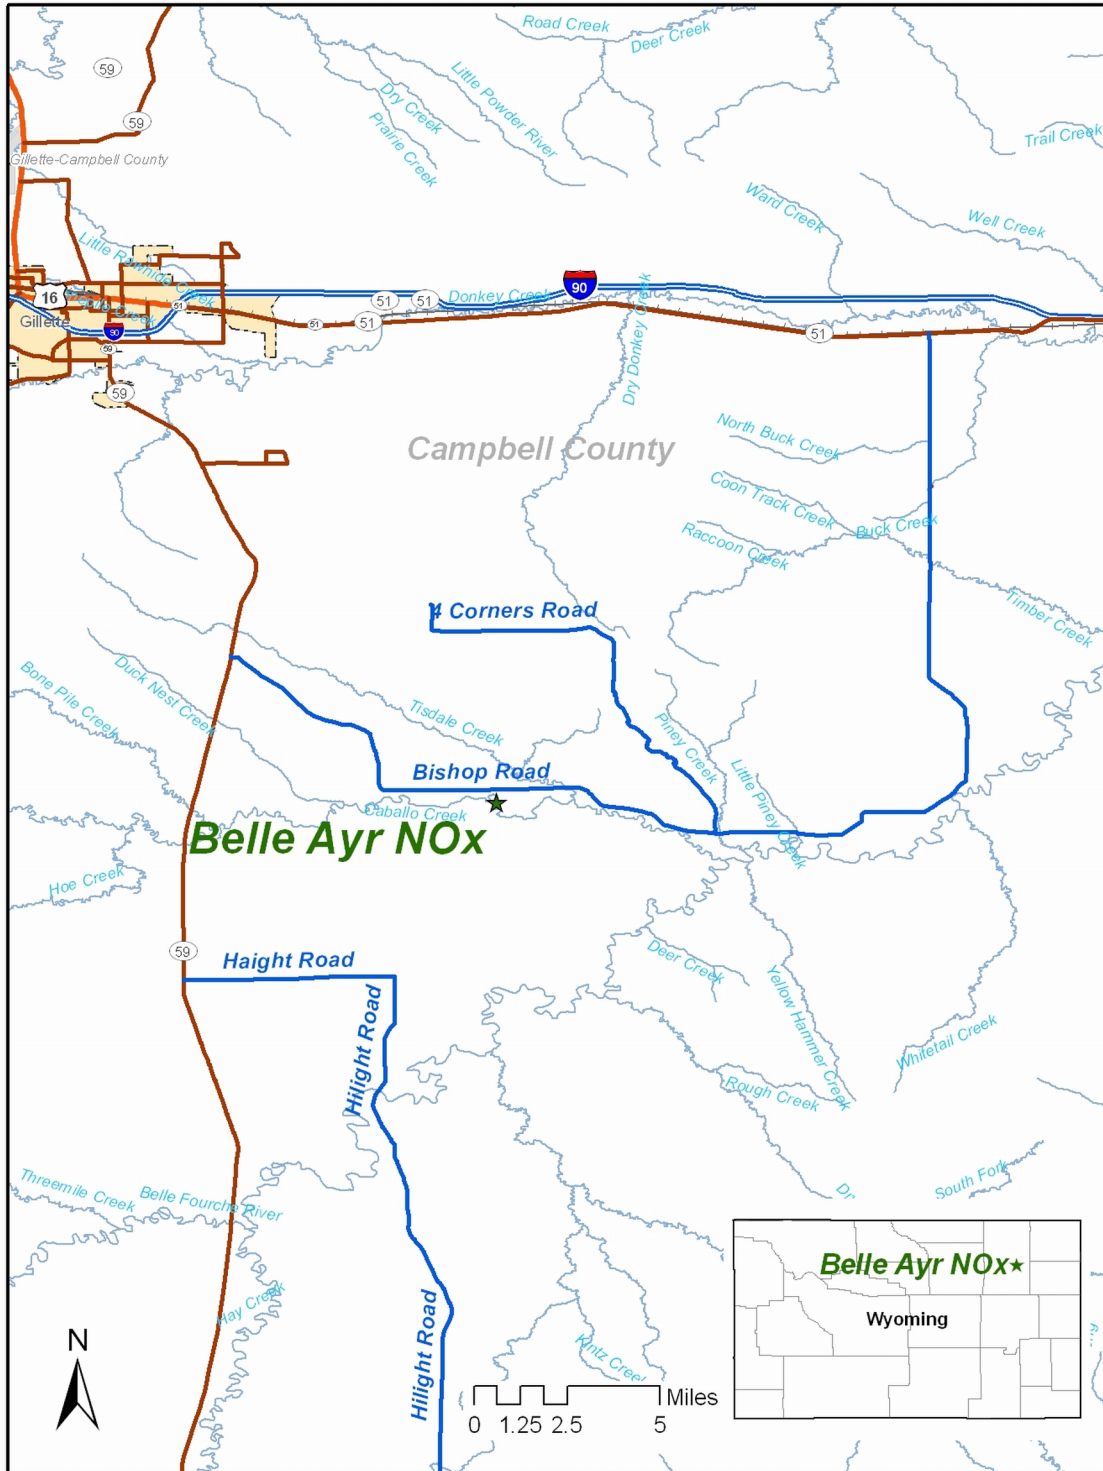 Road Creek
Deer Creek
59
Little Powder River
Dry Creek
59
Prairie Creek
Trail Creek
Gillette-Campbell County
Ward Creek
Well Creek
Little Rawhide Creek
90
16
Donkey Creek
51
51
51
Gillette
90
51
51
51
59
Dry Donkey Creek
59
North Buck Creek
Campbell County
Coon Track Creek
Buck Creek
Raccoon Creek
4 Corners Road
Timber Creek
Duck Nest Creek
Bone Pile Creek
Tisdale Creek
Piney Creek
Bishop Road
Little Piney Creek
Caballo Creek
Belle Ayr NOx
Hoe Creek
59
Haight Road
Deer Creek
Yellow Hammer Creek
Hilight Road
Whitetail Creek
Rough Creek
Threemile Creek
Belle Fourche River
Dr
South Fork
Hay Creek
Belle Ayr NOx
Wyoming
Hilight Road
Kintz Creek
N
Miles
0 1.25 2.5 5